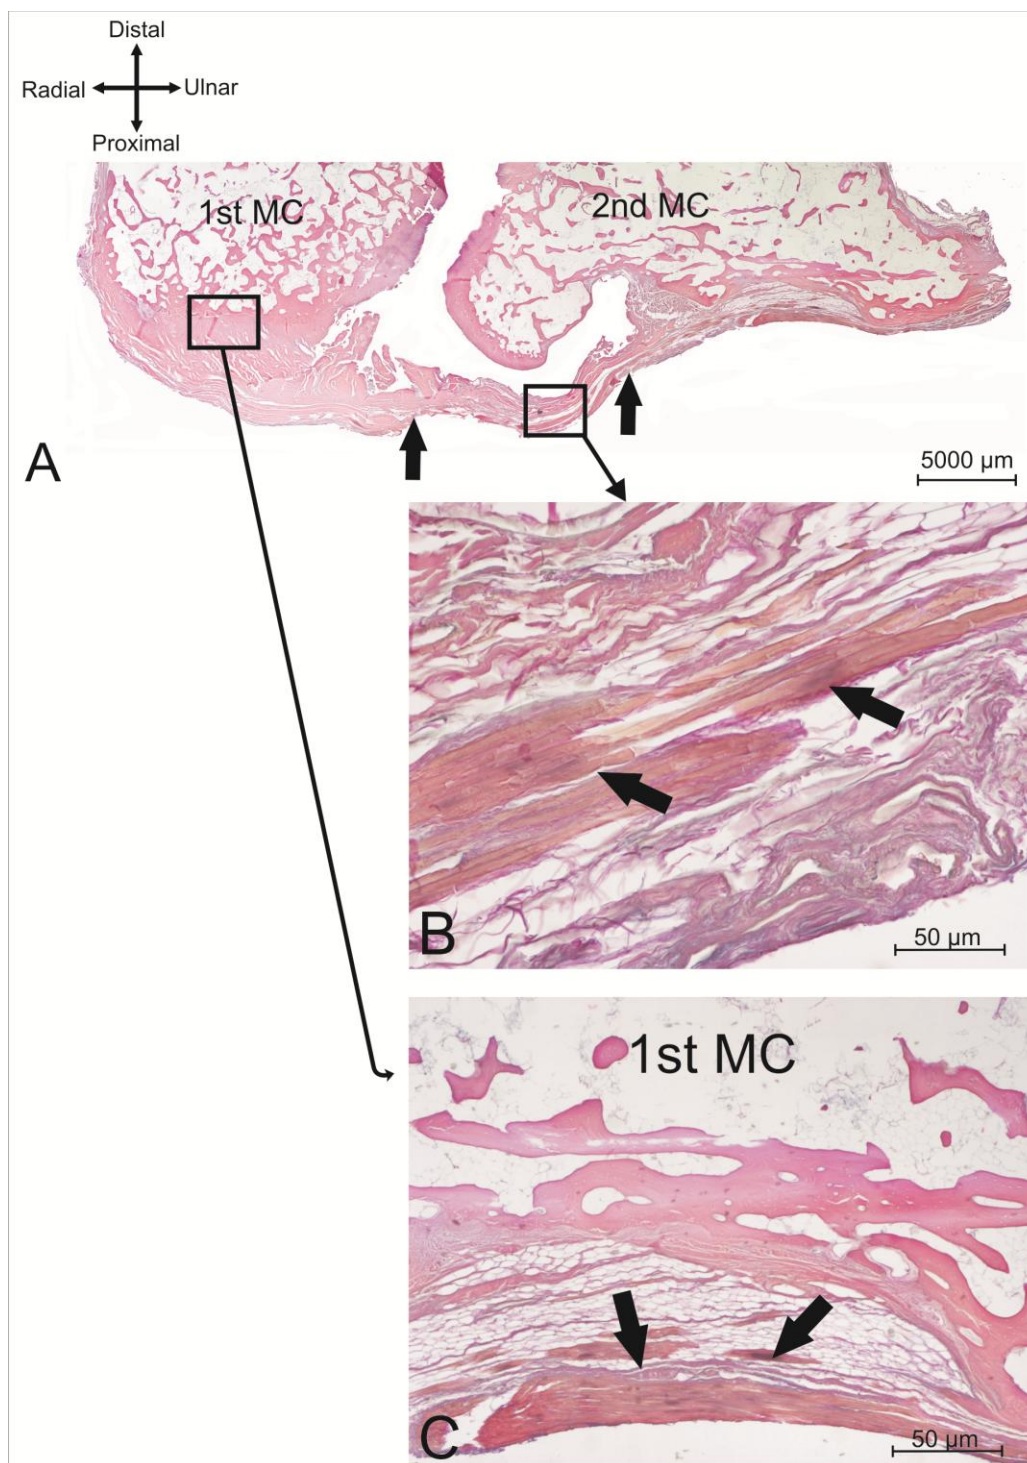 Distal
Radial
Ulnar
Proximal
1st MC
2nd MC
A
5000 µm
B
50 µm
1st MC
C
50 µm